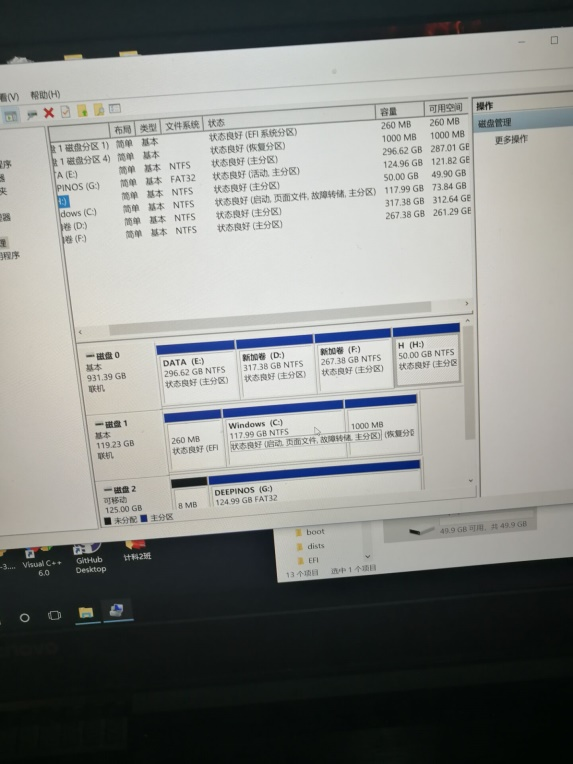 看(V) 帮助(H)
布局 类型 文件系统 状态 容量 可用空间
盘 1 磁盘分区 1) 简单 基本 状态良好 (EFI 系统分区) 260 MB 260 MB
盘 1 磁盘分区 4) 简单 基本 状态良好 (恢复分区) 1000 MB 1000 MB
TA (E:) 简单 基本 NTFS 状态良好 (主分区) 296.62 GB 287.01 GB
PINOS (G:) 简单 基本 FAT32 状态良好 (活动, 主分区) 124.96 GB 121.82 GB
H:) 简单 基本 NTFS 状态良好 (主分区) 50.00 GB 49.90 GB
dows (C:) 简单 基本 NTFS 状态良好 (启动, 页面文件, 故障转储, 主分区) 117.99 GB 73.84 GB
卷 (D:) 简单 基本 NTFS 状态良好 (主分区) 317.38 GB 312.64 GB
卷 (F:) 简单 基本 NTFS 状态良好 (主分区) 267.38 GB 261.29 GB
操作
磁盘管理
更多操作
程序
器
夹
器
理
程序
磁盘 0
基本
931.39 GB
联机
DATA (E:)
296.62 GB NTFS
状态良好 (主分区)
新加卷 (D:)
317.38 GB NTFS
状态良好 (主分区)
新加卷 (F:)
267.38 GB NTFS
状态良好 (主分区)
H (H:)
50.00 GB NTFS
状态良好 (主分区
磁盘 1
基本
119.23 GB
联机
260 MB
状态良好 (EFI
Windows (C:)
117.99 GB NTFS
状态良好 (启动, 页面文件, 故障转储, 主分区)
1000 MB
(恢复分区
磁盘 2
可移动
125.00 GB
8 MB
DEEPINOS (G:)
124.99 GB FAT32
未分配 主分区
boot
dists
EFI
49.9 GB 可用, 共 49.9 GB
13 个项目 选中 1 个项目
-3....
Visual C++
6.0
GitHub
Desktop
计科2班